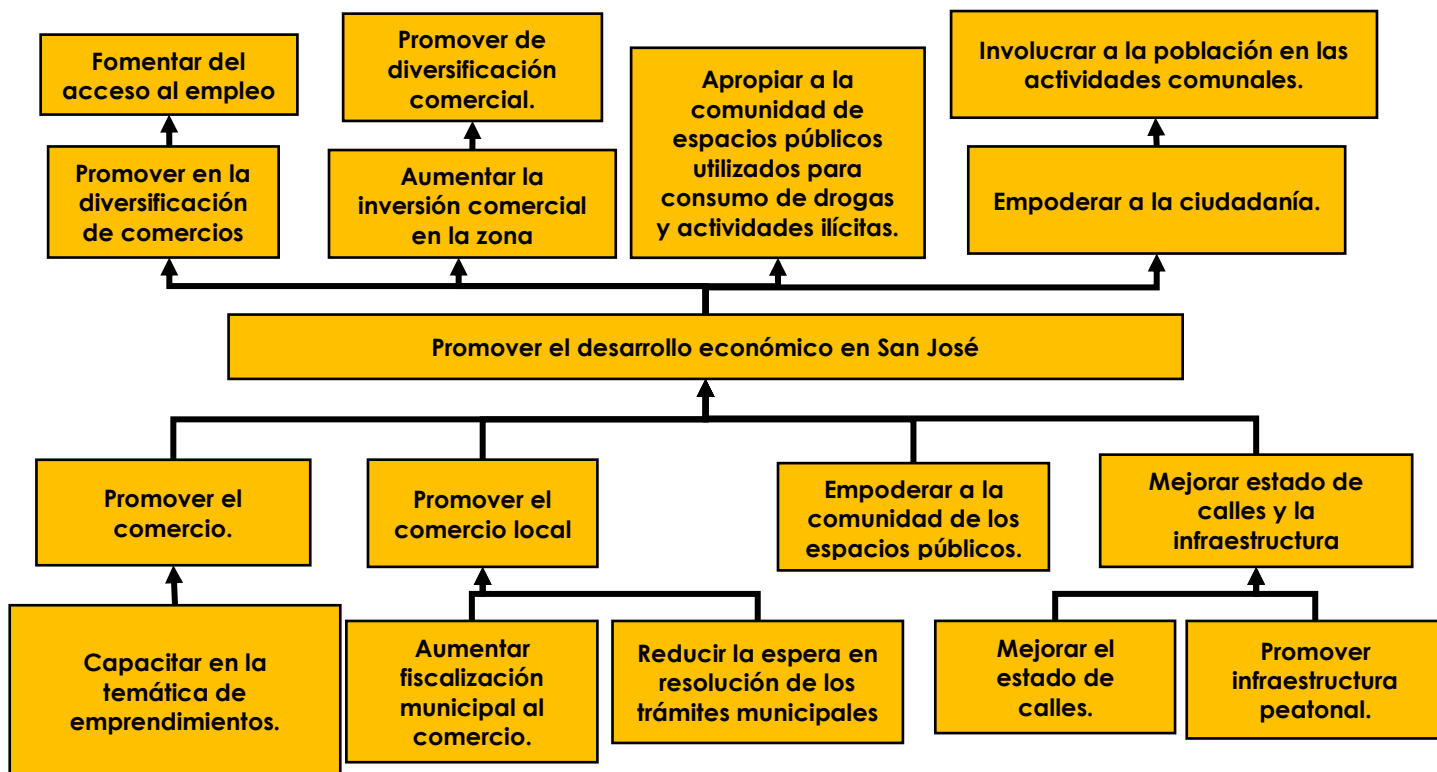 Fomentar del
acceso al empleo
Promover de
diversificación
comercial.
Apropiar a la
comunidad de
espacios públicos
utilizados para
consumo de drogas
y actividades ilícitas.
Involucrar a la población en las
actividades comunales.
Promover en la
diversificación
de comercios
Aumentar la
inversión comercial
en la zona
Empoderar a la ciudadanía.
Promover el desarrollo económico en San José
Promover el
comercio.
Promover el
comercio local
Empoderar a la
comunidad de los
espacios públicos.
Mejorar estado de
calles y la
infraestructura
Capacitar en la
temática de
emprendimientos.
Aumentar
fiscalización
municipal al
comercio.
Reducir la espera en
resolución de los
trámites municipales
Mejorar el
estado de
calles.
Promover
infraestructura
peatonal.